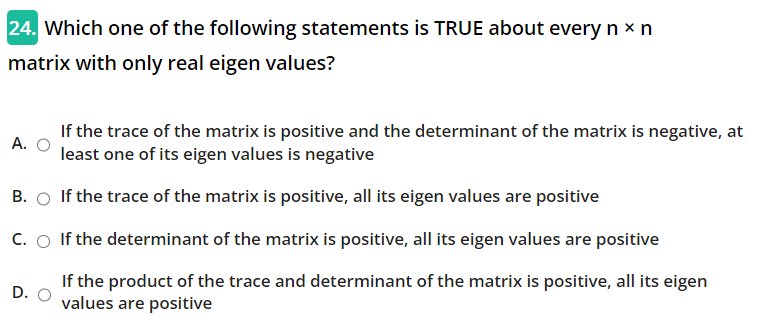 24. Which one of the following statements is TRUE about every n × n
matrix with only real eigen values?
A. If the trace of the matrix is positive and the determinant of the matrix is negative, at
least one of its eigen values is negative
B. If the trace of the matrix is positive, all its eigen values are positive
C. If the determinant of the matrix is positive, all its eigen values are positive
D. If the product of the trace and determinant of the matrix is positive, all its eigen
values are positive